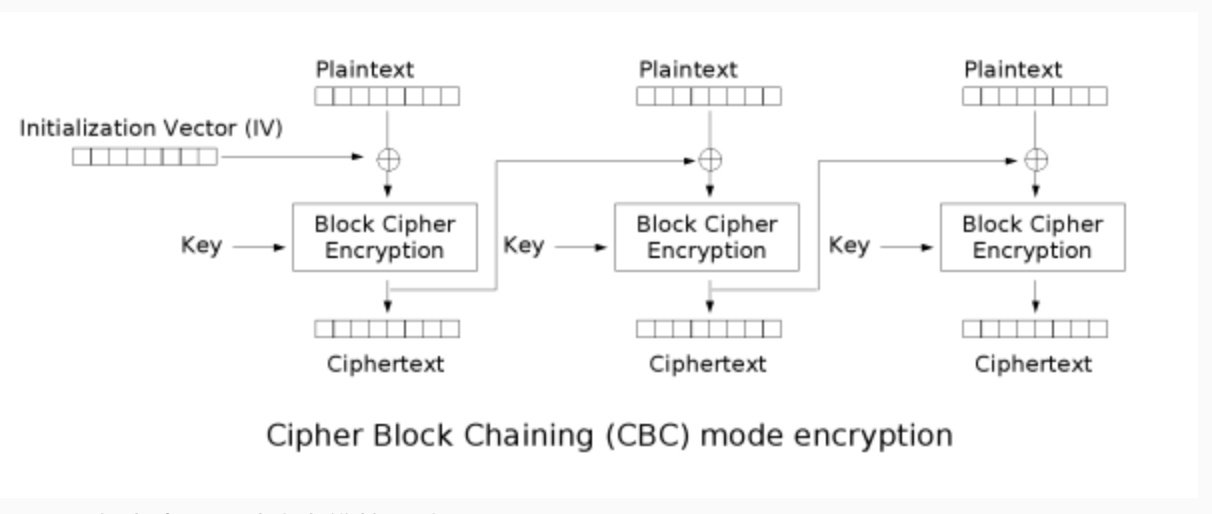 Plaintext
Plaintext
Plaintext
Initialization Vector (IV)
Block Cipher
Encryption
Block Cipher
Encryption
Block Cipher
Encryption
Key
Key
Key
Ciphertext
Ciphertext
Ciphertext
Cipher Block Chaining (CBC) mode encryption